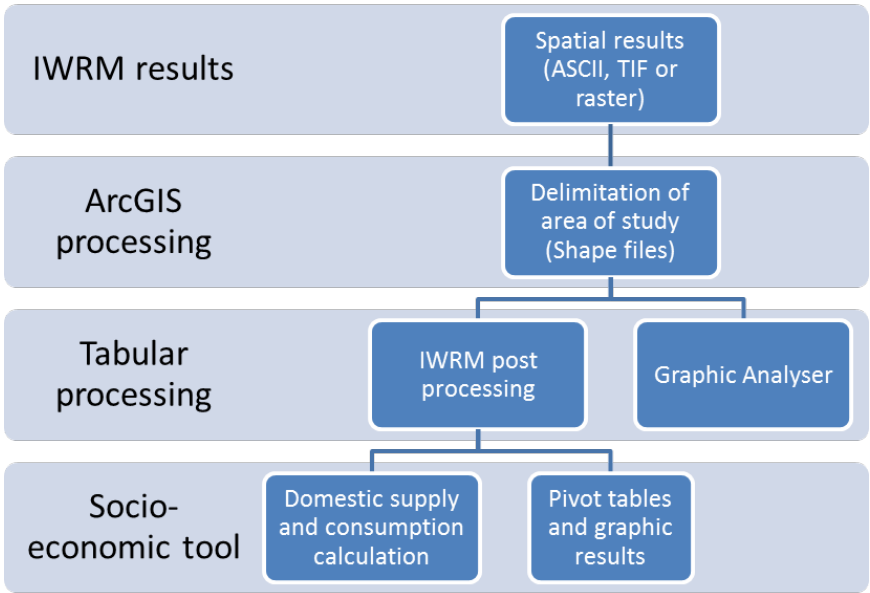 IWRM results
Spatial results
(ASCII, TIF or
raster)
ArcGIS
processing
Delimitation of
area of study
(Shape files)
Tabular
processing
IWRM post
processing
Graphic Analyser
Socio-
economic tool
Domestic supply
and consumption
calculation
Pivot tables
and graphic
results